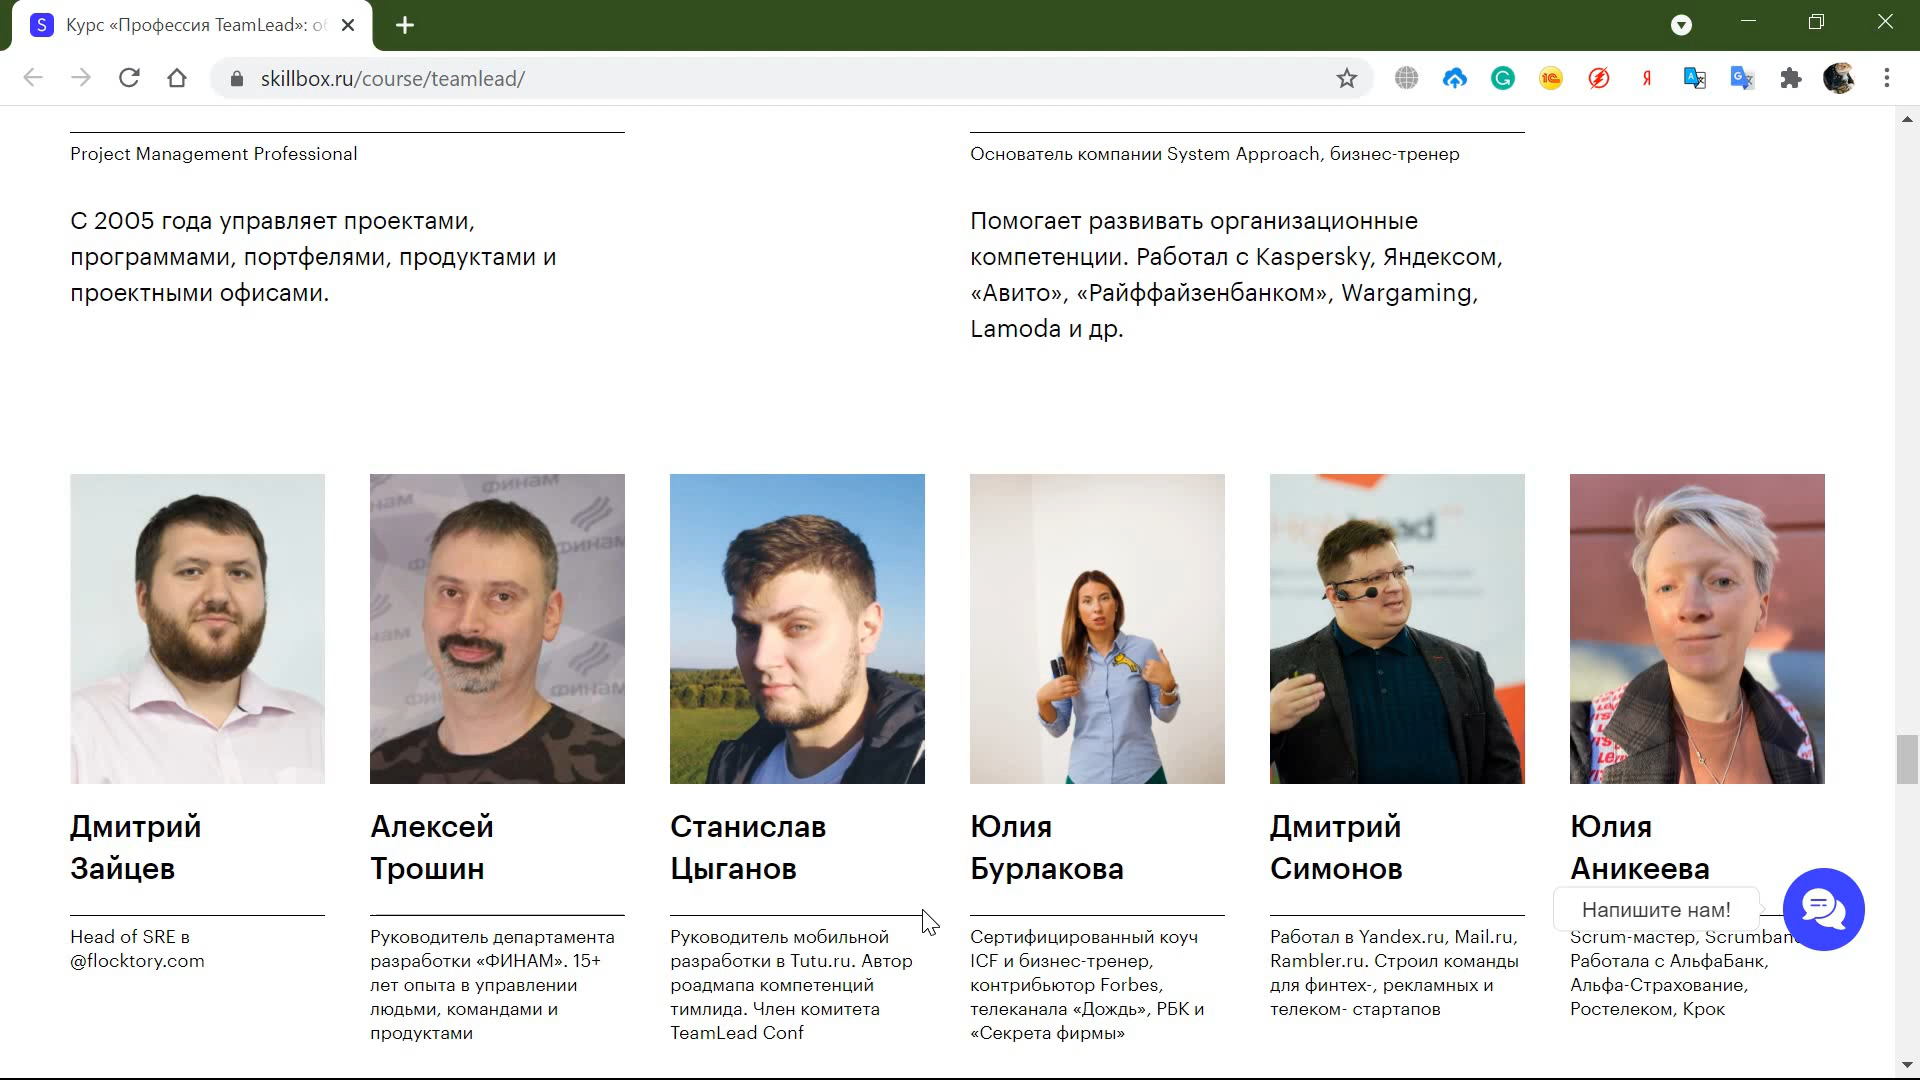 Курс «Профессия TeamLead»: об
skillbox.ru/course/teamlead/
Project Management Professional
С 2005 года управляет проектами,
программами, портфелями, продуктами и
проектными офисами.
Основатель компании System Approach, бизнес-тренер
Помогает развивать организационные
компетенции. Работал с Kaspersky, Яндексом,
«Авито», «Райффайзенбанком», Wargaming,
Lamoda и др.
Дмитрий
Зайцев
Head of SRE в
@flocktory.com
Алексей
Трошин
Руководитель департамента
разработки «ФИНАМ». 15+
лет опыта в управлении
людьми, командами и
продуктами
Станислав
Цыганов
Руководитель мобильной
разработки в Tutu.ru. Автор
роадмапа компетенций
тимлида. Член комитета
TeamLead Conf
Юлия
Бурлакова
Сертифицированный коуч
ICF и бизнес-тренер,
контрибьютор Forbes,
телеканала «Дождь», РБК и
«Секрета фирмы»
Дмитрий
Симонов
Работал в Yandex.ru, Mail.ru,
Rambler.ru. Строил команды
для финтех-, рекламных и
телеком- стартапов
Юлия
Аникеева
Scrum-мастер, Scrumban
Работала с АльфаБанк,
Альфа-Страхование,
Ростелеком, Крок
Напишите нам!